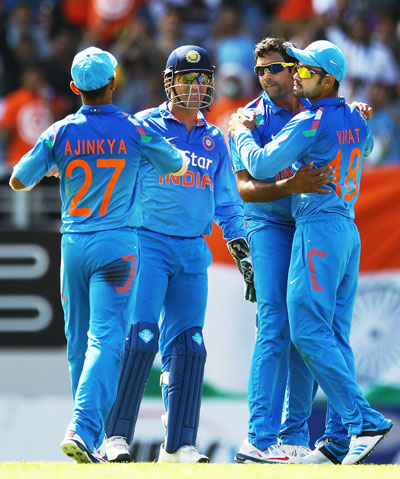 AJINKYA
27
Star
INDIA
VIRAT
18